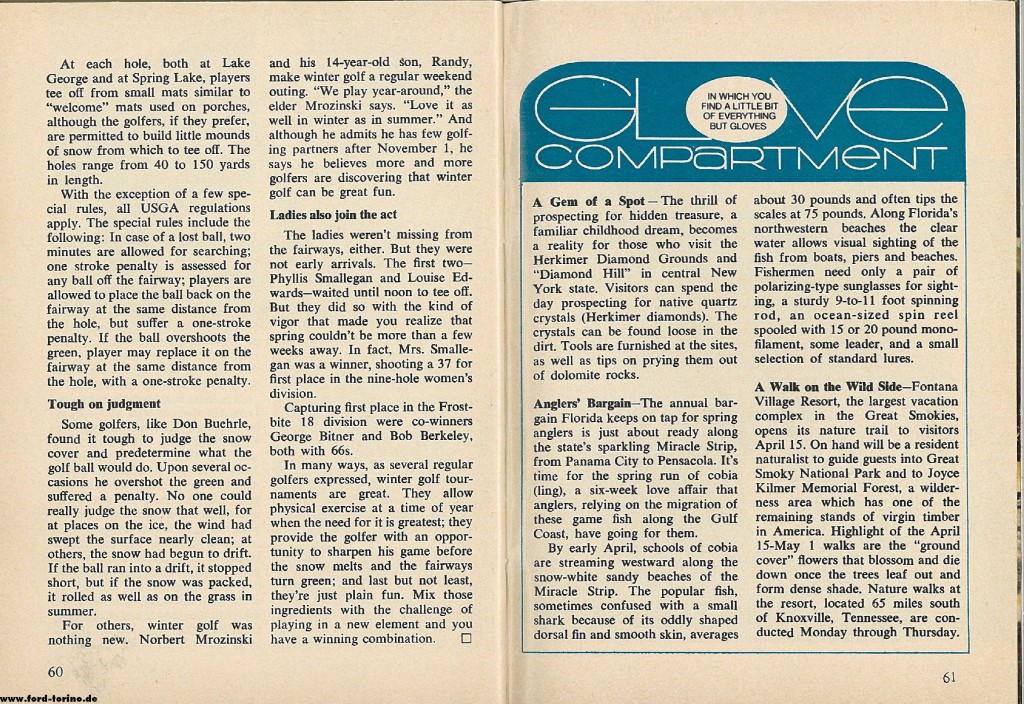 At each hole, both at Lake
George and at Spring Lake, players
tee off from small mats similar to
“welcome” mats used on porches,
although the golfers, if they prefer,
are permitted to build little mounds
of snow from which to tee off. The
holes range from 40 to 150 yards
in length.
With the exception of a few spe-
cial rules, all USGA regulations
apply. The special rules include the
following: In case of a lost ball, two
minutes are allowed for searching;
one stroke penalty is assessed for
any ball off the fairway; players are
allowed to place the ball back on the
fairway at the same distance from
the hole, but suffer a one-stroke
penalty. If the ball overshoots the
green, player may replace it on the
fairway at the same distance from
the hole, with a one-stroke penalty.
Tough on judgment
Some golfers, like Don Buehrle,
found it tough to judge the snow
cover and predetermine what the
golf ball would do. Upon several oc-
casions he overshot the green and
suffered a penalty. No one could
really judge the snow that well, for
at places on the ice, the wind had
swept the surface nearly clean; at
others, the snow had begun to drift.
If the ball ran into a drift, it stopped
short, but if the snow was packed,
it rolled as well as on the grass in
summer.
For others, winter golf was
nothing new. Norbert Mrozinski
60
and his 14-year-old son, Randy,
make winter golf a regular weekend
outing. “We play year-around,” the
elder Mrozinski says. “Love it as
well in winter as in summer.” And
although he admits he has few golf-
ing partners after November 1, he
says he believes more and more
golfers are discovering that winter
golf can be great fun.
Ladies also join the act
The ladies weren’t missing from
the fairways, either. But they were
not early arrivals. The first two—
Phyllis Smallegan and Louise Ed-
wards—waited until noon to tee off.
But they did so with the kind of
vigor that made you realize that
spring couldn’t be more than a few
weeks away. In fact, Mrs. Smalle-
gan was a winner, shooting a 37 for
first place in the nine-hole women’s
division.
Capturing first place in the Frost-
bite 18 division were co-winners
George Bitner and Bob Berkeley,
both with 66s.
In many ways, as several regular
golfers expressed, winter golf tour-
naments are great. They allow
physical exercise at a time of year
when the need for it is greatest; they
provide the golfer with an oppor-
tunity to sharpen his game before
the snow melts and the fairways
turn green; and last but not least,
they’re just plain fun. Mix those
ingredients with the challenge of
playing in a new element and you
have a winning combination. □
GLOVE
IN WHICH YOU
FIND A LITTLE BIT
OF EVERYTHING
BUT GLOVES
COMPARTMENT
A Gem of a Spot — The thrill of
prospecting for hidden treasure, a
familiar childhood dream, becomes
a reality for those who visit the
Herkimer Diamond Grounds and
“Diamond Hill” in central New
York state. Visitors can spend the
day prospecting for native quartz
crystals (Herkimer diamonds). The
crystals can be found loose in the
dirt. Tools are furnished at the sites,
as well as tips on prying them out
of dolomite rocks.
Anglers’ Bargain—The annual bar-
gain Florida keeps on tap for spring
anglers is just about ready along
the state’s sparkling Miracle Strip,
from Panama City to Pensacola. It’s
time for the spring run of cobia
(ling), a six-week love affair that
anglers, relying on the migration of
these game fish along the Gulf
Coast, have going for them.
By early April, schools of cobia
are streaming westward along the
snow-white sandy beaches of the
Miracle Strip. The popular fish,
sometimes confused with a small
shark because of its oddly shaped
dorsal fin and smooth skin, averages
about 30 pounds and often tips the
scales at 75 pounds. Along Florida’s
northwestern beaches the clear
water allows visual sighting of the
fish from boats, piers and beaches.
Fishermen need only a pair of
polarizing-type sunglasses for sight-
ing, a sturdy 9-to-11 foot spinning
rod, an ocean-sized spin reel
spooled with 15 or 20 pound mono-
filament, some leader, and a small
selection of standard lures.
A Walk on the Wild Side—Fontana
Village Resort, the largest vacation
complex in the Great Smokies,
opens its nature trail to visitors
April 15. On hand will be a resident
naturalist to guide guests into Great
Smoky National Park and to Joyce
Kilmer Memorial Forest, a wilder-
ness area which has one of the
remaining stands of virgin timber
in America. Highlight of the April
15-May 1 walks are the “ground
cover” flowers that blossom and die
down once the trees leaf out and
form dense shade. Nature walks at
the resort, located 65 miles south
of Knoxville, Tennessee, are con-
ducted Monday through Thursday.
61
www.ford-torino.de